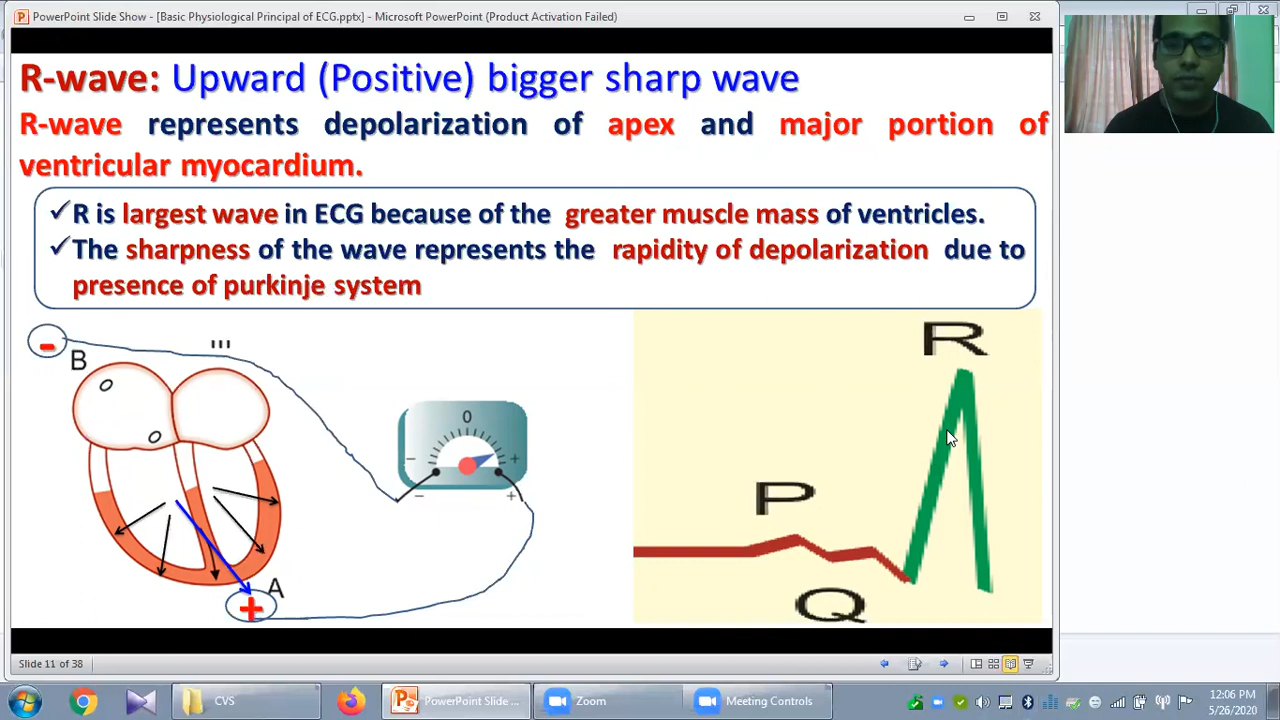 PowerPoint Slide Show - [Basic Physiological Principal of ECG.pptx] - Microsoft PowerPoint (Product Activation Failed)
R-wave: Upward (Positive) bigger sharp wave
R-wave represents depolarization of apex and major portion of
ventricular myocardium.
✓R is largest wave in ECG because of the greater muscle mass of ventricles.
✓The sharpness of the wave represents the rapidity of depolarization due to
presence of purkinje system
-
B
'''
0
- +
- +
A
+
R
P
Q
Slide 11 of 38
CVS
PowerPoint Slide ...
Zoom
Meeting Controls
12:06 PM
5/26/2020